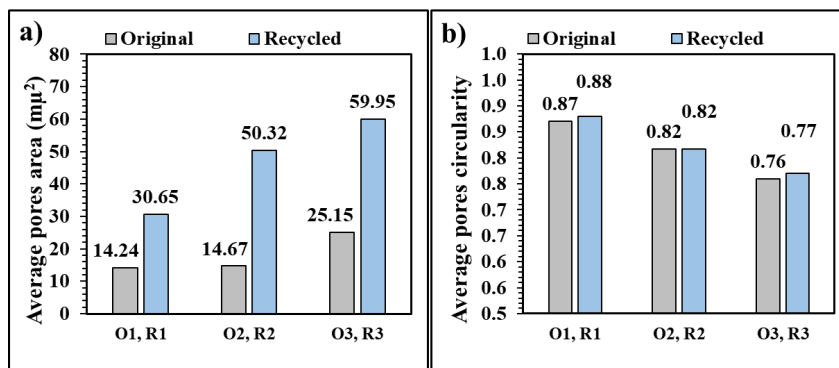 a)
Original Recycled
Average pores area (mµ²)
80
70
60
50
40
30
20
10
0
14.24
30.65
14.67
50.32
25.15
59.95
O1, R1
O2, R2
O3, R3
b)
Original Recycled
Average pores circularity
1.0
1.0
0.9
0.9
0.8
0.8
0.7
0.7
0.6
0.6
0.5
0.87
0.88
0.82
0.82
0.76
0.77
O1, R1
O2, R2
O3, R3